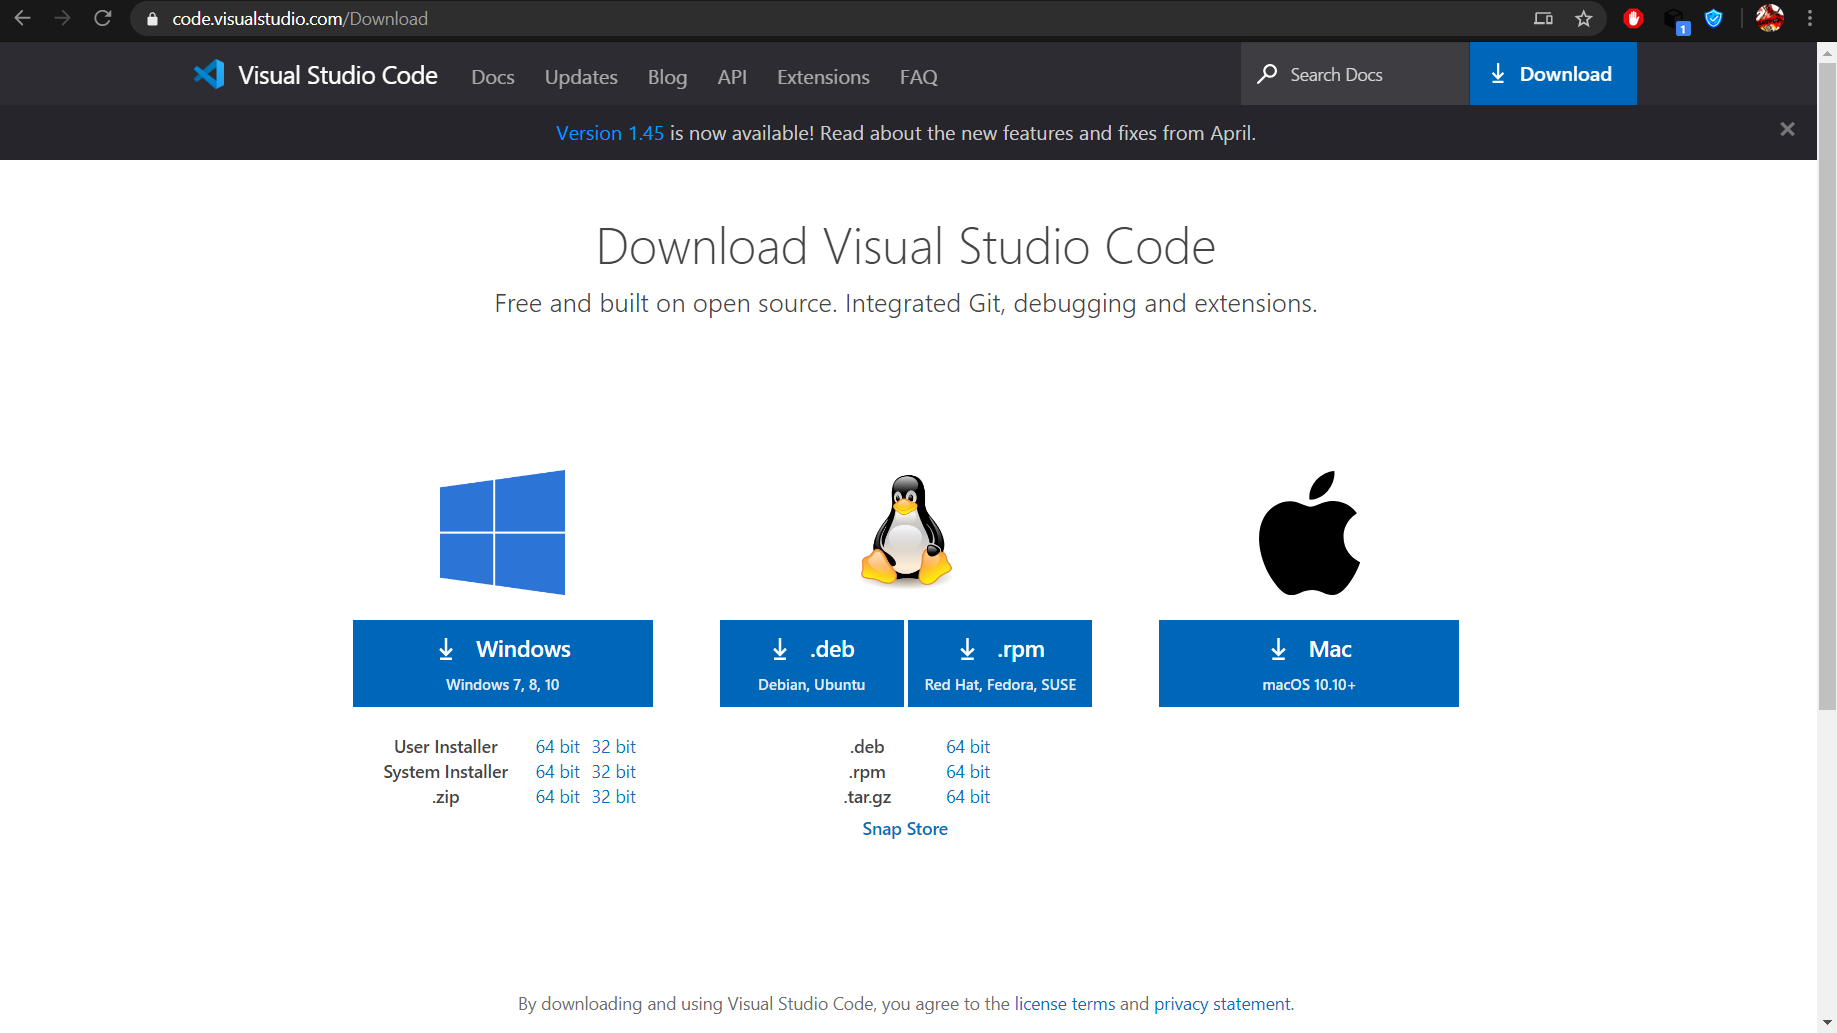 code.visualstudio.com/Download
1
Visual Studio Code Docs Updates Blog API Extensions FAQ Search Docs Download
Version 1.45 is now available! Read about the new features and fixes from April.
Download Visual Studio Code
Free and built on open source. Integrated Git, debugging and extensions.
Windows
Windows 7, 8, 10
.deb
Debian, Ubuntu
.rpm
Red Hat, Fedora, SUSE
Mac
macOS 10.10+
User Installer 64 bit 32 bit
System Installer 64 bit 32 bit
.zip 64 bit 32 bit
.deb 64 bit
.rpm 64 bit
.tar.gz 64 bit
Snap Store
By downloading and using Visual Studio Code, you agree to the license terms and privacy statement.